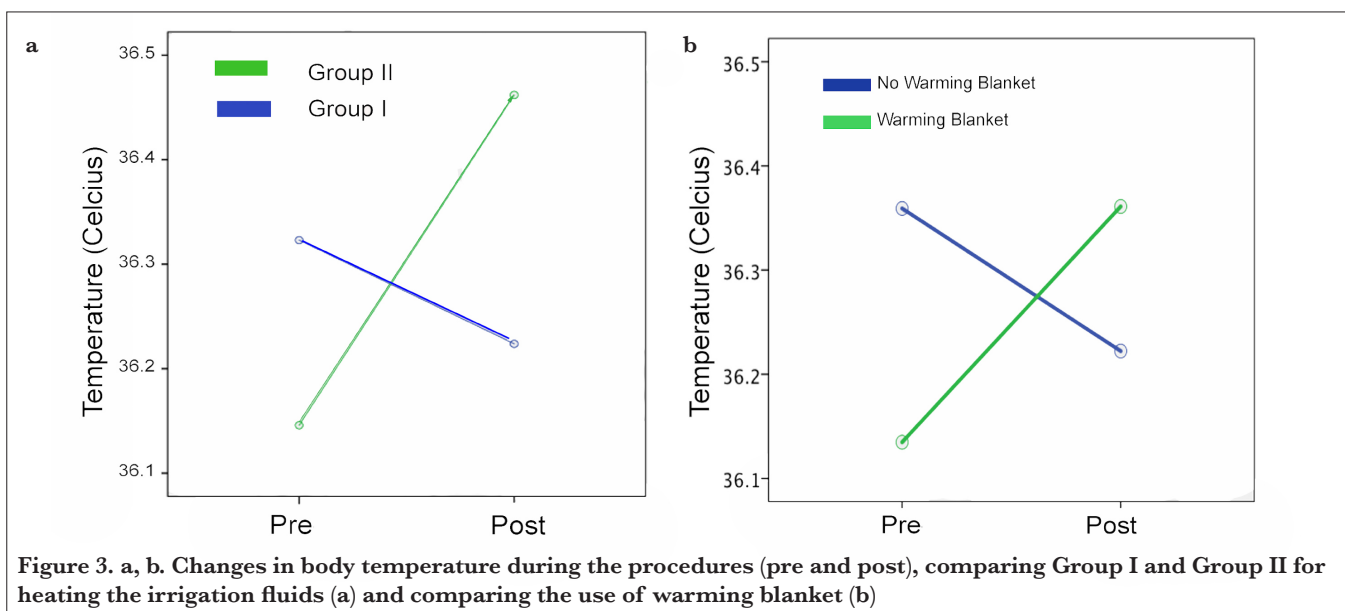 a
36.5
36.4
36.3
36.2
36.1
Temperature (Celcius)
Group II
Group I
Pre
Post
b
36.5
36.4
36.3
36.2
36.1
Temperature (Celcius)
No Warming Blanket
Warming Blanket
Pre
Post
Figure 3. a, b. Changes in body temperature during the procedures (pre and post), comparing Group I and Group II for
heating the irrigation fluids (a) and comparing the use of warming blanket (b)